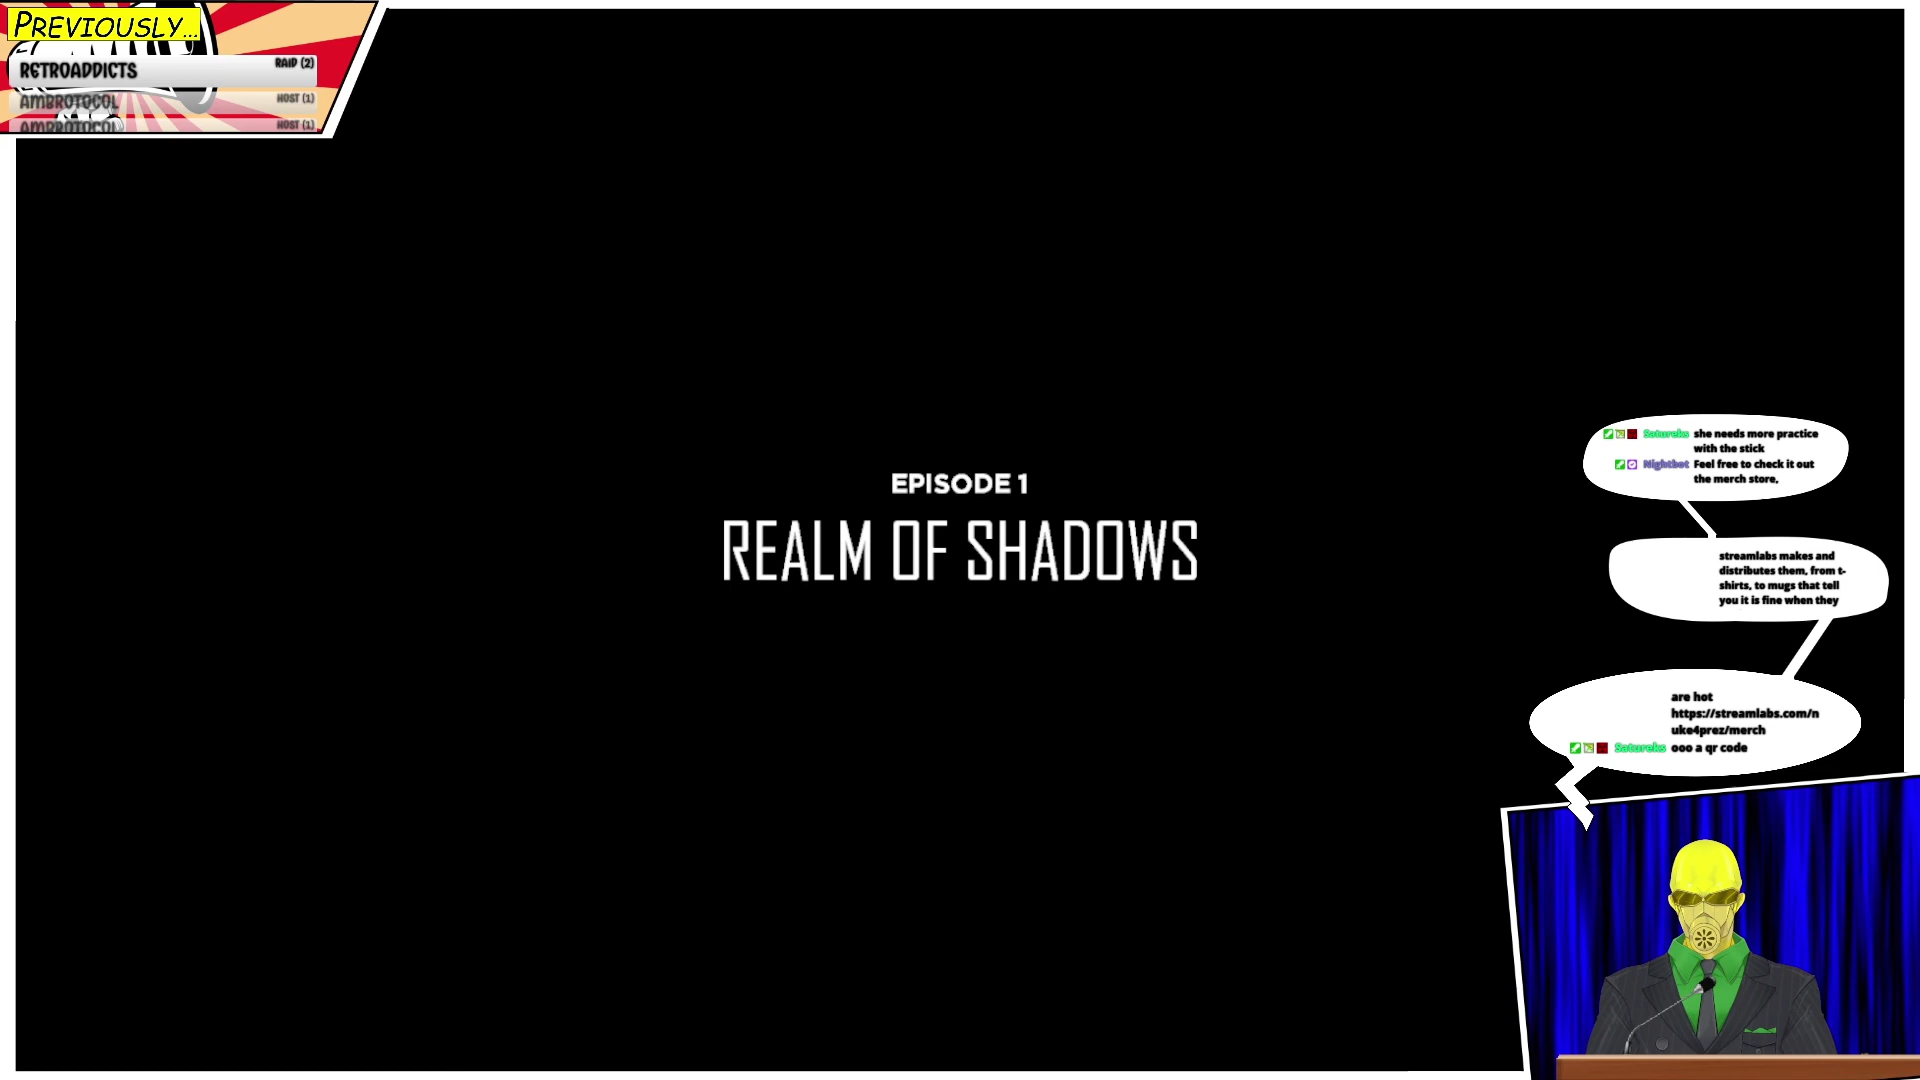 PREVIOUSLY...
RETROADDICTS RAID (2)
AMBROTOCOL HOST (1)
AMBROTOCOL HOST (1)
EPISODE 1
REALM OF SHADOWS
Satureks she needs more practice
with the stick
Nightbot Feel free to check it out
the merch store,
streamlabs makes and
distributes them, from t-
shirts, to mugs that tell
you it is fine when they
are hot
https://streamlabs.com/n
uke4prez/merch
Satureks ooo a qr code